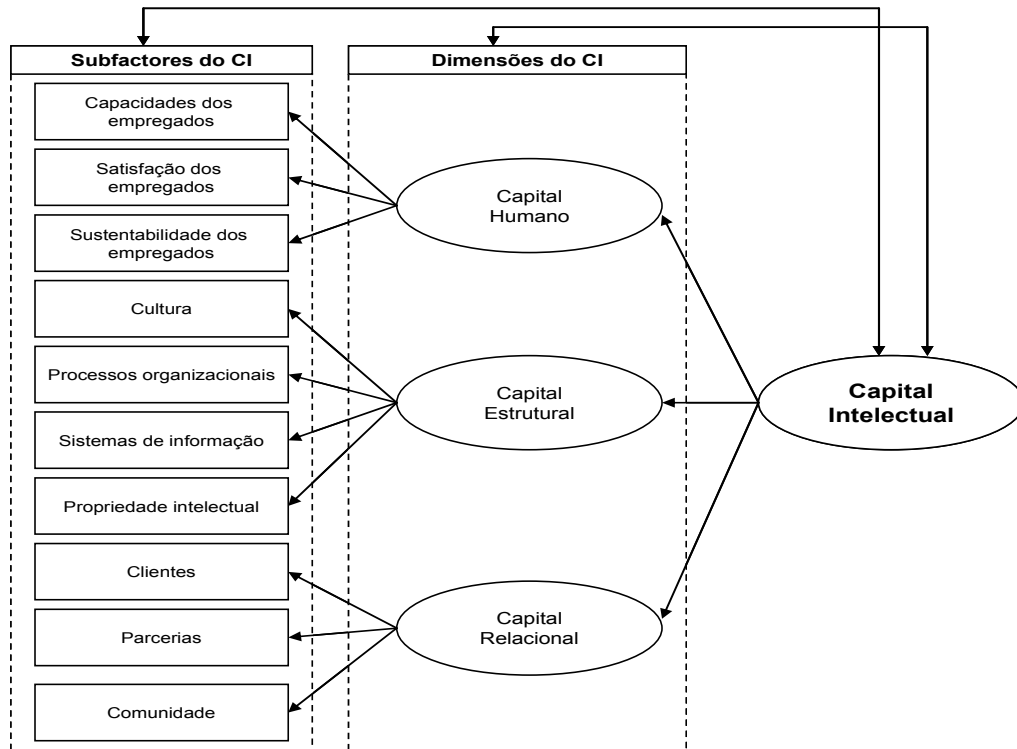 Subfactores do CI
Dimensões do CI
Capacidades dos
empregados
Satisfação dos
empregados
Sustentabilidade dos
empregados
Cultura
Processos organizacionais
Sistemas de informação
Propriedade intelectual
Clientes
Parcerias
Comunidade
Capital
Humano
Capital
Estrutural
Capital
Relacional
Capital
Intelectual